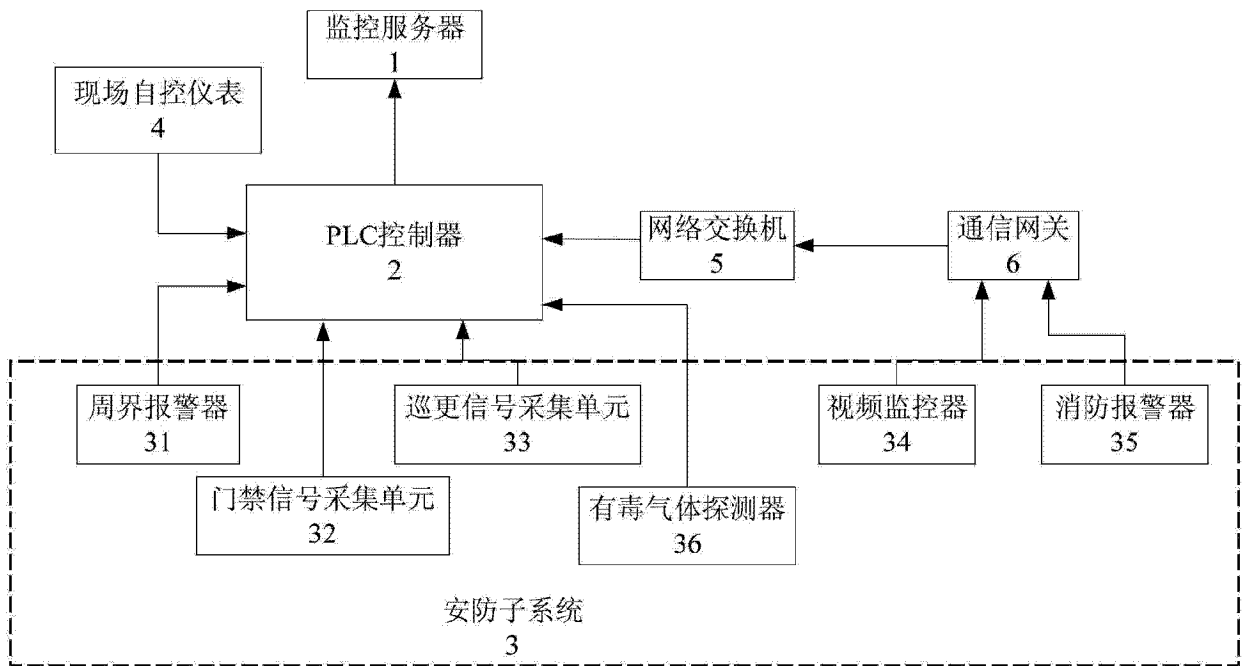 监控服务器
1
现场自控仪表
4
PLC控制器
2
网络交换机
5
通信网关
6
周界报警器
31
巡更信号采集单元
33
视频监控器
34
消防报警器
35
门禁信号采集单元
32
有毒气体探测器
36
安防子系统
3